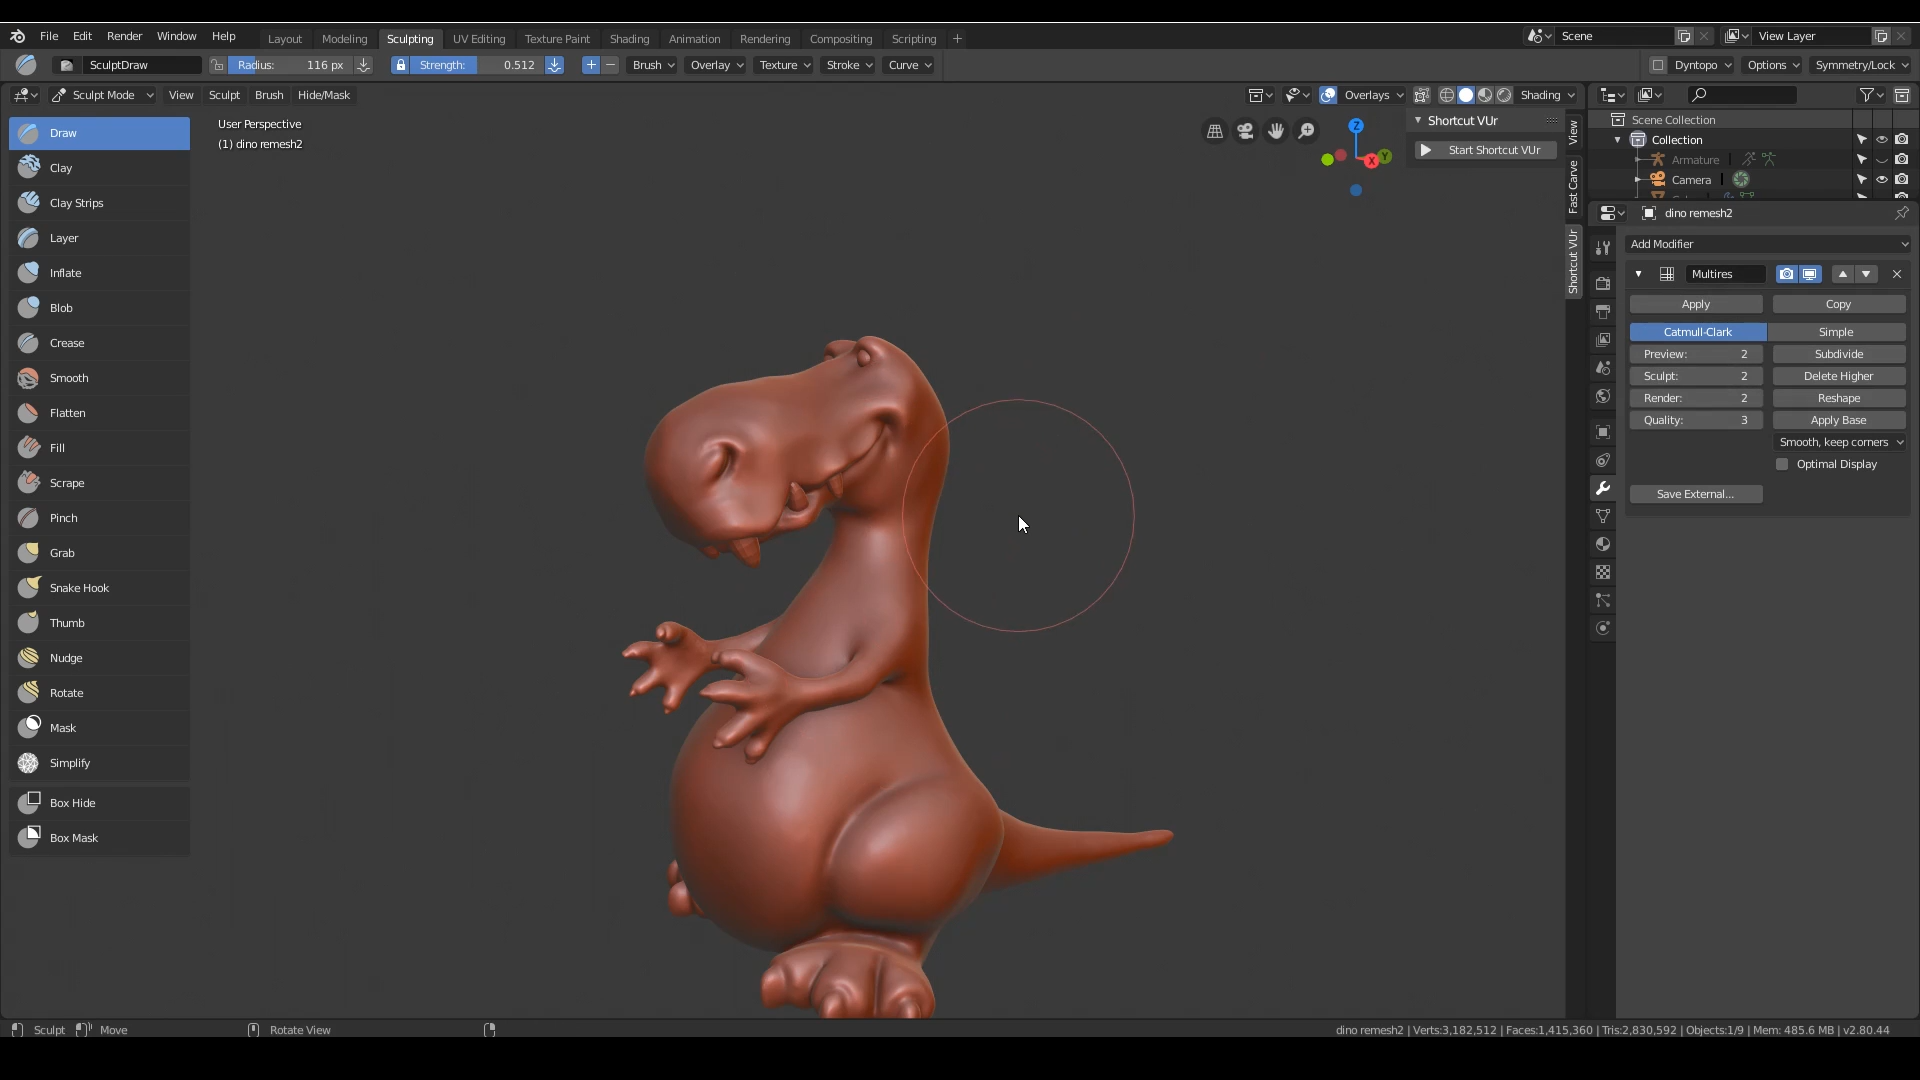 File Edit Render Window Help Layout Modeling Sculpting UV Editing Texture Paint Shading Animation Rendering Compositing Scripting + Scene View Layer
SculptDraw Radius: 116 px Strength: 0.512 + − Brush Overlay Texture Stroke Curve Dyntopo Options Symmetry/Lock
Sculpt Mode View Sculpt Brush Hide/Mask Overlays Shading
User Perspective
(1) dino remesh2
Draw
Clay
Clay Strips
Layer
Inflate
Blob
Crease
Smooth
Flatten
Fill
Scrape
Pinch
Grab
Snake Hook
Thumb
Nudge
Rotate
Mask
Simplify
Box Hide
Box Mask
Z
X
Y
Shortcut VUr
Start Shortcut VUr
View
Fast Carve
Shortcut VUr
Scene Collection
Collection
Armature
Camera
dino remesh2
Add Modifier
Multires
Apply Copy
Catmull-Clark Simple
Preview: 2 Subdivide
Sculpt: 2 Delete Higher
Render: 2 Reshape
Quality: 3 Apply Base
Smooth, keep corners
Optimal Display
Save External...
Sculpt Move Rotate View dino remesh2 | Verts:3,182,512 | Faces:1,415,360 | Tris:2,830,592 | Objects:1/9 | Mem: 485.6 MB | v2.80.44